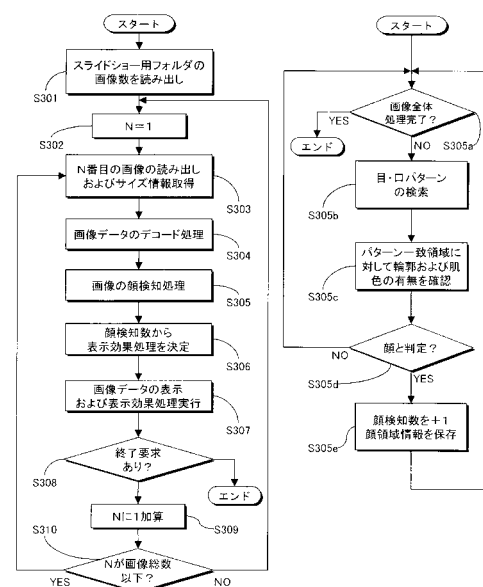 スタート
スライドショー用フォルダの
画像数を読み出し
S301
N＝1
S302
N番目の画像の読み出し
およびサイズ情報取得
S303
画像データのデコード処理
S304
画像の顔検知処理
S305
顔検知数から
表示効果処理を決定
S306
画像データの表示
および表示効果処理実行
S307
終了要求
あり？
S308
エンド
S310
Nに1加算
S309
Nが画像総数
以下？
YES
NO
スタート
画像全体
処理完了？
YES
エンド
NO
S305a
目・口パターン
の検索
S305b
パターン一致領域に
対して輪郭および肌
色の有無を確認
S305c
顔と判定？
NO
S305d
YES
顔検知数を＋1
顔領域情報を保存
S305e